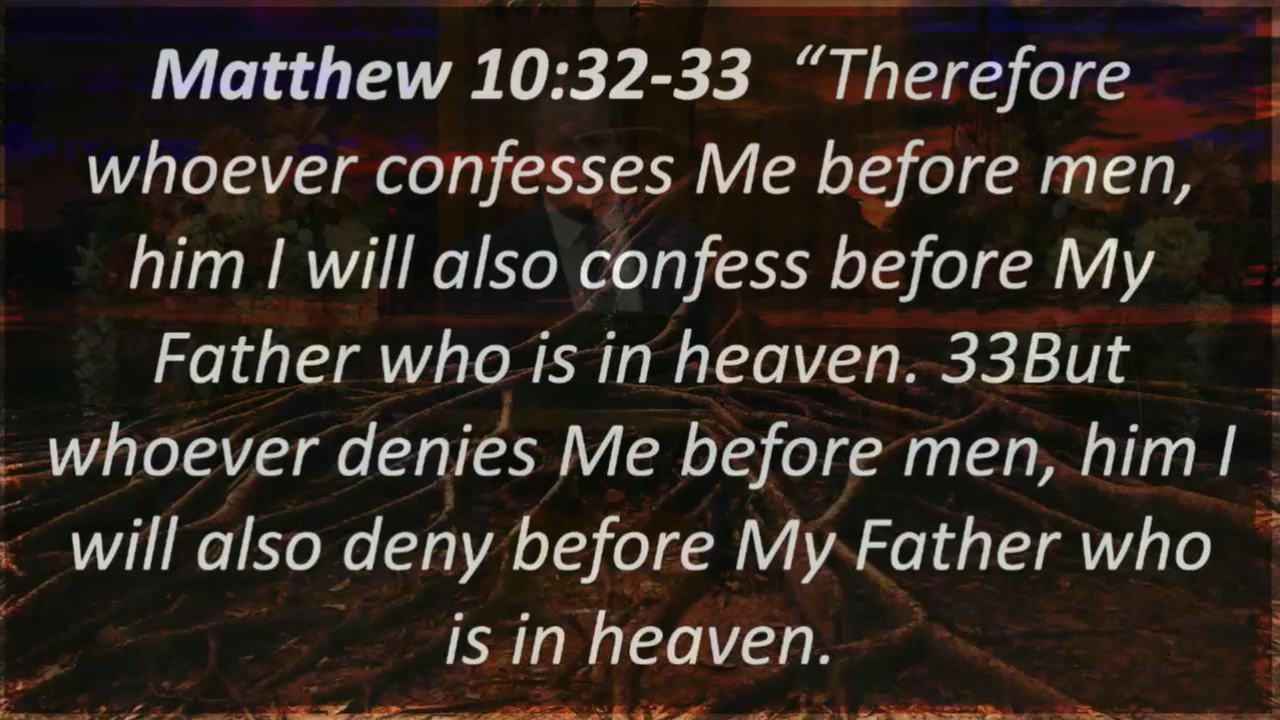 Matthew 10:32-33 “Therefore
whoever confesses Me before men,
him I will also confess before My
Father who is in heaven. 33But
whoever denies Me before men, him I
will also deny before My Father who
is in heaven.